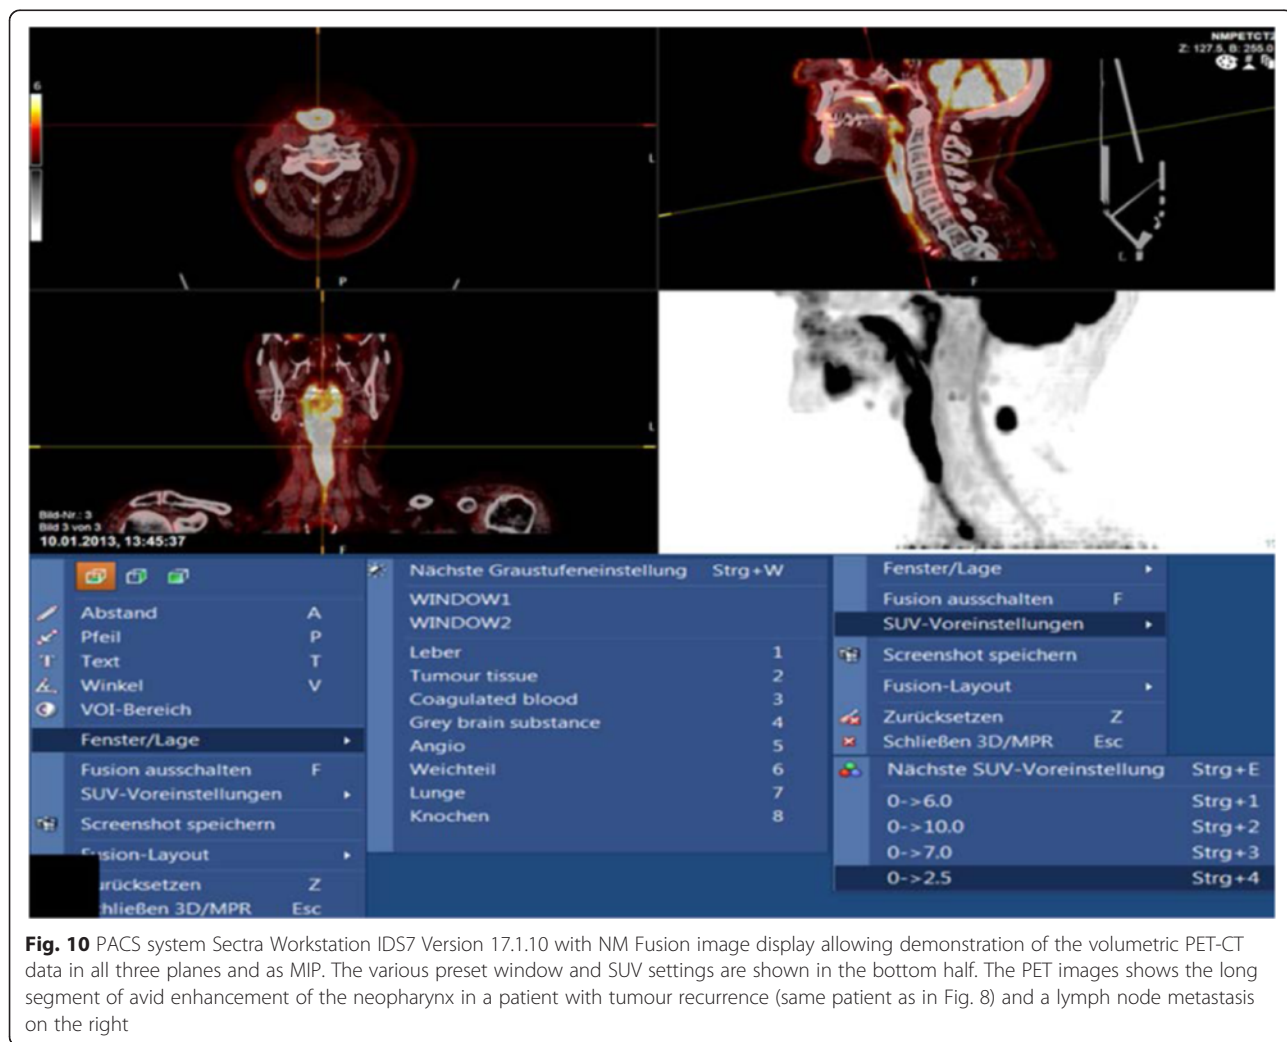 6
L
P
NMPETCT2
Z: 127.5, B: 255.0
F
L
Bild-Nr.: 3
Bild 3 von 3
10.01.2013, 13:45:37
F
15
Abstand A
Pfeil P
Text T
Winkel V
VOI-Bereich
Fenster/Lage
Fusion ausschalten F
SUV-Voreinstellungen
Screenshot speichern
Fusion-Layout
urücksetzen Z
hließen 3D/MPR Esc
Nächste Graustufeneinstellung Strg+W
WINDOW1
WINDOW2
Leber 1
Tumour tissue 2
Coagulated blood 3
Grey brain substance 4
Angio 5
Weichteil 6
Lunge 7
Knochen 8
Fenster/Lage
Fusion ausschalten F
SUV-Voreinstellungen
Screenshot speichern
Fusion-Layout
Zurücksetzen Z
Schließen 3D/MPR Esc
Nächste SUV-Voreinstellung Strg+E
0->6.0 Strg+1
0->10.0 Strg+2
0->7.0 Strg+3
0->2.5 Strg+4
Fig. 10 PACS system Sectra Workstation IDS7 Version 17.1.10 with NM Fusion image display allowing demonstration of the volumetric PET-CT
data in all three planes and as MIP. The various preset window and SUV settings are shown in the bottom half. The PET images shows the long
segment of avid enhancement of the neopharynx in a patient with tumour recurrence (same patient as in Fig. 8) and a lymph node metastasis
on the right